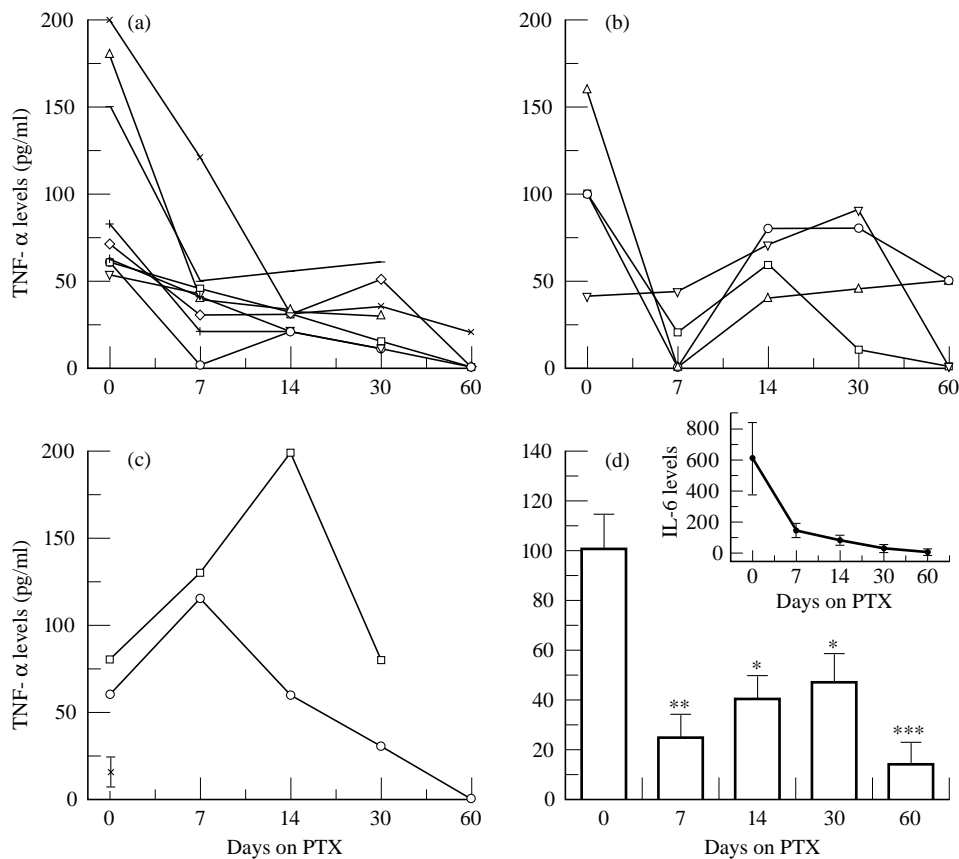 (a)
TNF- α levels (pg/ml)
200
150
100
50
0
0 7 14 30 60
(b)
200
150
100
50
0
0 7 14 30 60
(c)
TNF- α levels (pg/ml)
200
150
100
50
0
0 7 14 30 60
Days on PTX
(d)
140
120
100
80
60
40
20
0
** * * ***
0 7 14 30 60
Days on PTX
IL-6 levels
800
600
400
200
0
0 7 14 30 60
Days on PTX